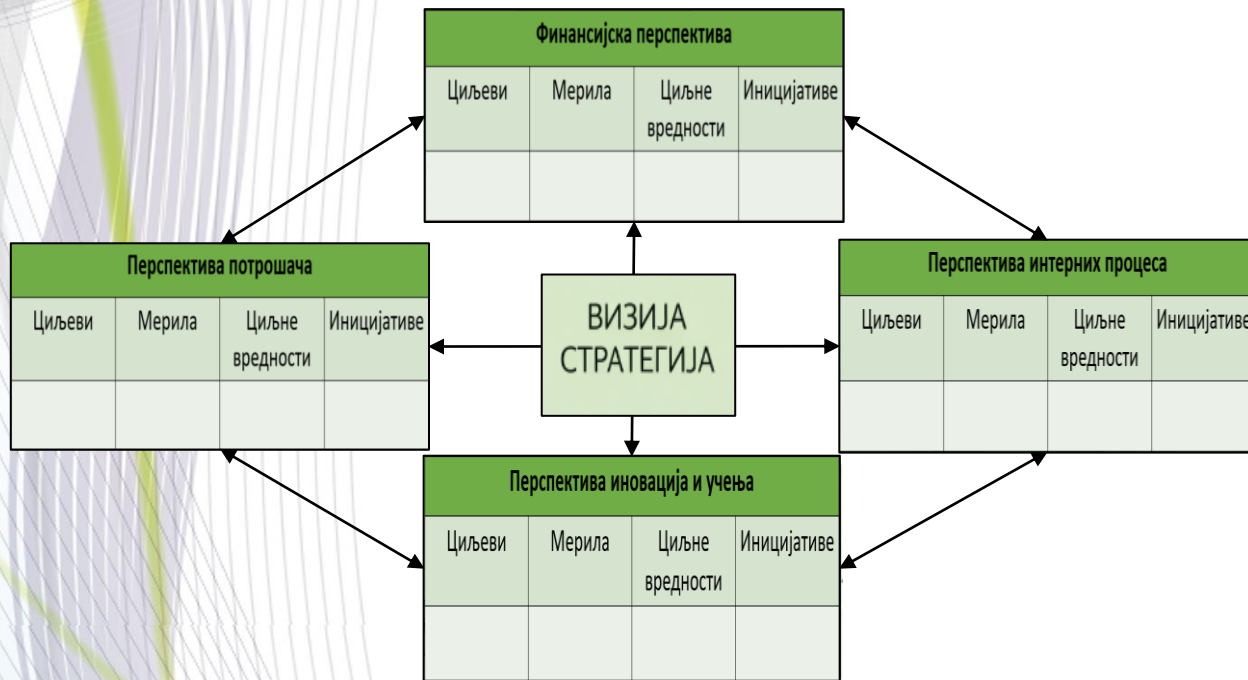 Финансијска перспектива
Циљеви Мерила Циљне Иницијативе
вредности
Перспектива потрошача
Циљеви Мерила Циљне Иницијативе
вредности
ВИЗИЈА
СТРАТЕГИЈА
Перспектива интерних процеса
Циљеви Мерила Циљне Иницијативе
вредности
Перспектива иновација и учења
Циљеви Мерила Циљне Иницијативе
вредности